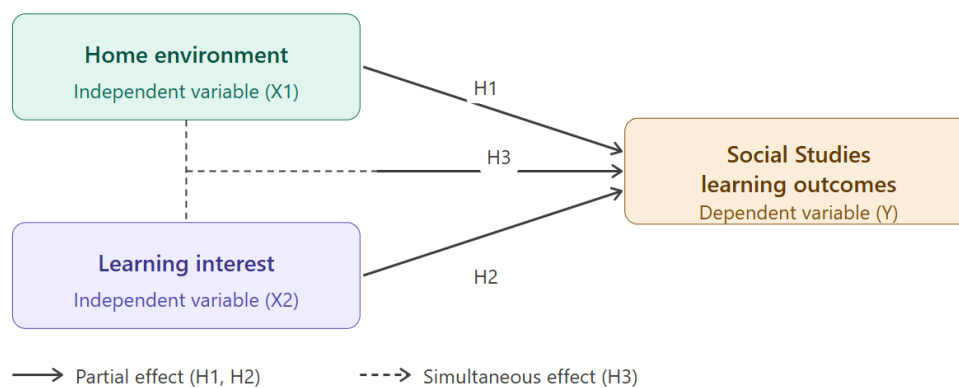 Home environment
Independent variable (X1)
H1
H3
Social Studies
learning outcomes
Dependent variable (Y)
Learning interest
Independent variable (X2)
H2
Partial effect (H1, H2)
Simultaneous effect (H3)